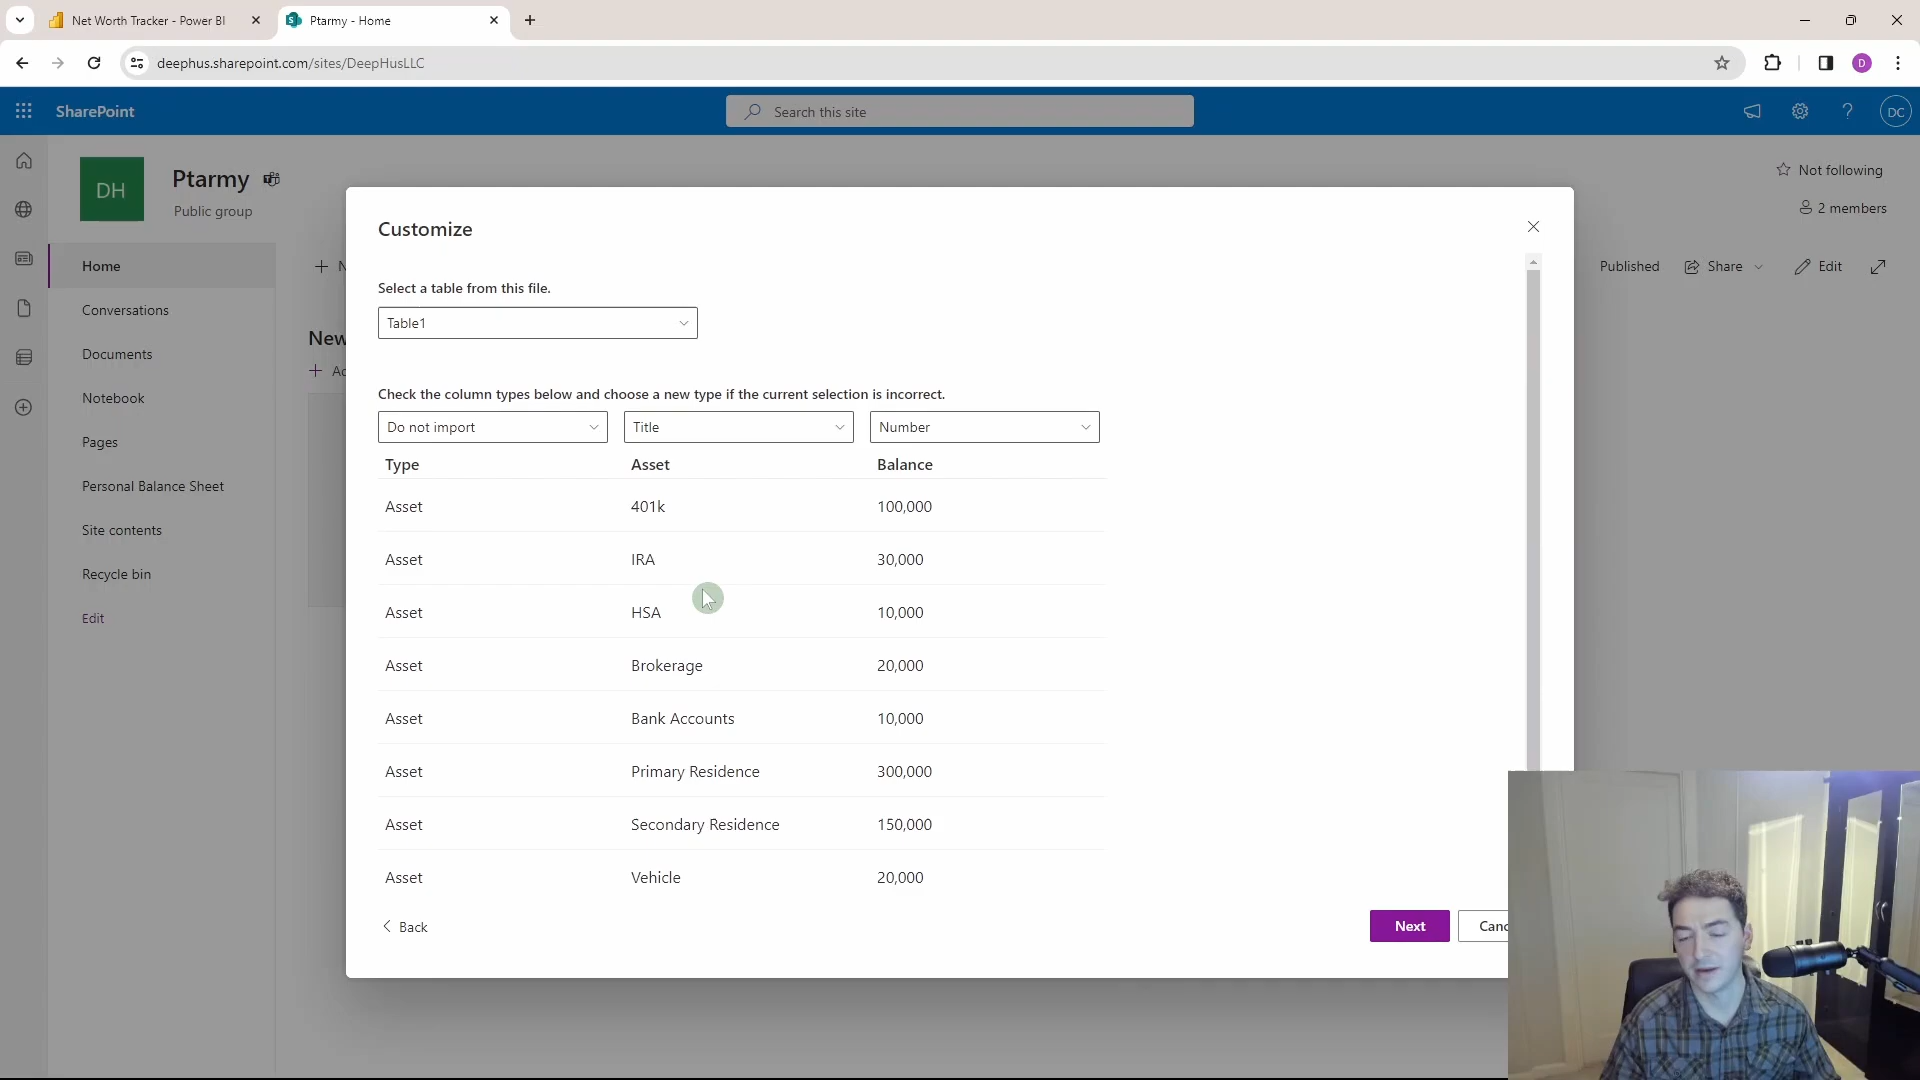 Net Worth Tracker - Power BI
Ptarmy - Home
deephus.sharepoint.com/sites/DeepHusLLC
D
SharePoint
Search this site
DC
DH
Ptarmy
Public group
Not following
2 members
Home
Conversations
Documents
Notebook
Pages
Personal Balance Sheet
Site contents
Recycle bin
Edit
N
New
Ad
Published
Share
Edit
Customize
Select a table from this file.
Table1
Check the column types below and choose a new type if the current selection is incorrect.
Do not import Title Number
Type Asset Balance
Asset 401k 100,000
Asset IRA 30,000
Asset HSA 10,000
Asset Brokerage 20,000
Asset Bank Accounts 10,000
Asset Primary Residence 300,000
Asset Secondary Residence 150,000
Asset Vehicle 20,000
Back
Next
Canc